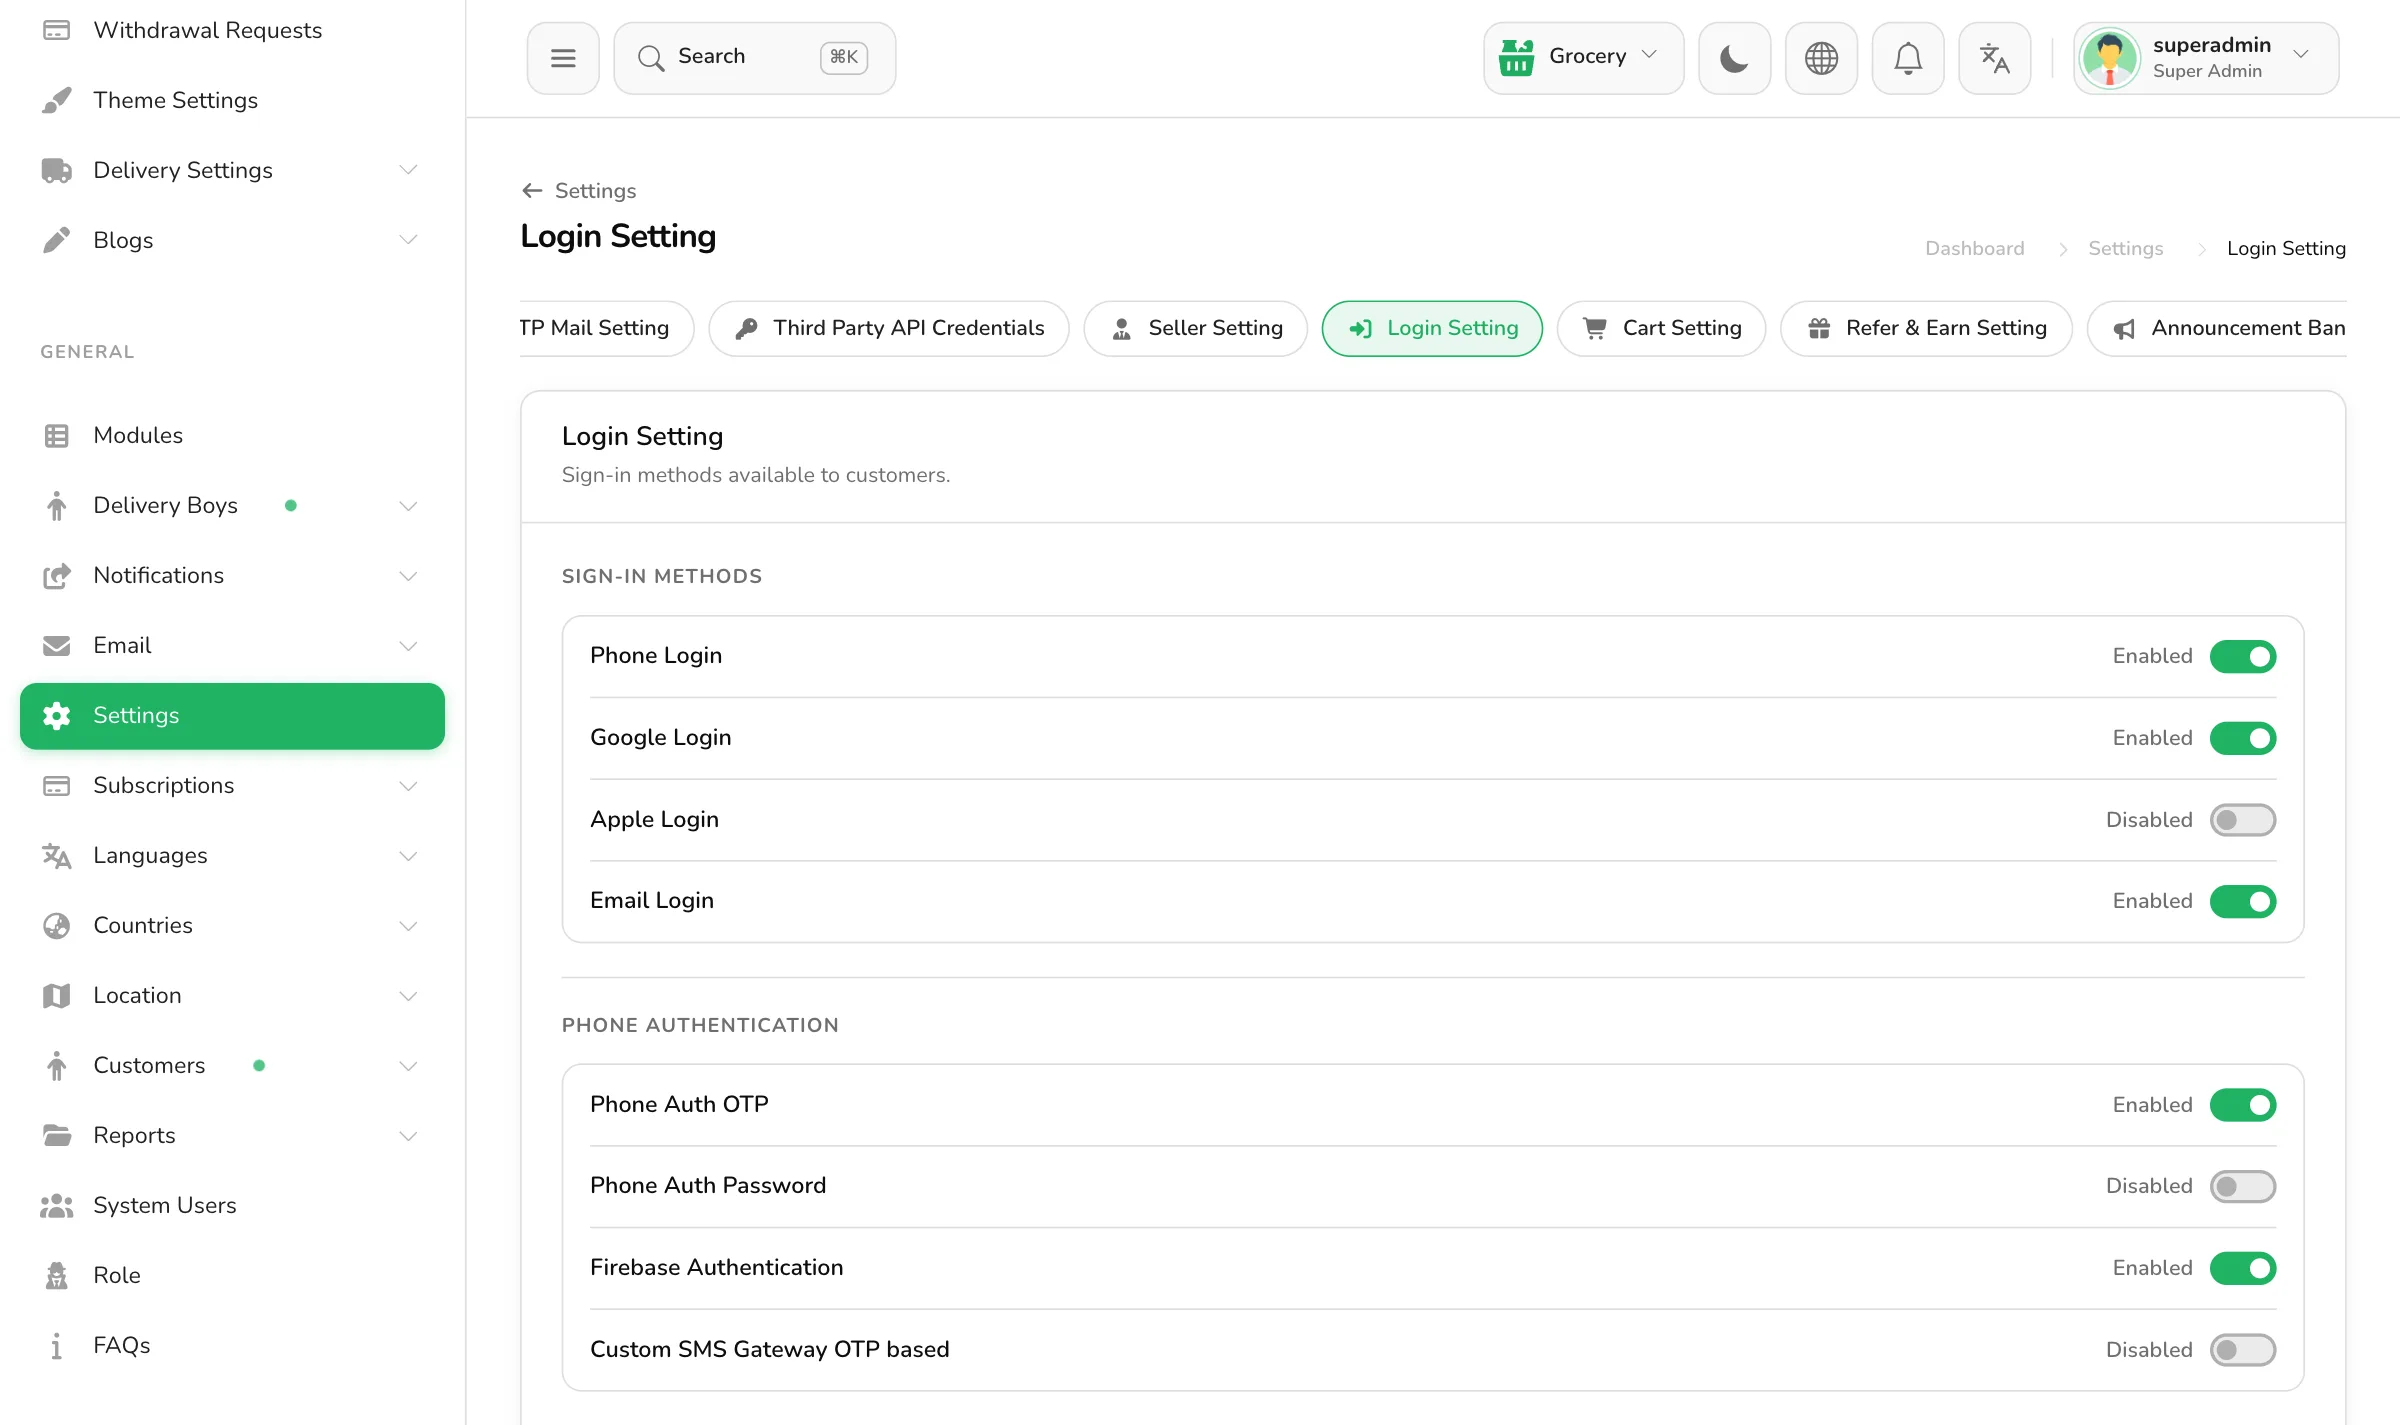 Withdrawal Requests
Theme Settings
Delivery Settings
Blogs
GENERAL
Modules
Delivery Boys
Notifications
Email
Settings
Subscriptions
Languages
Countries
Location
Customers
Reports
System Users
Role
FAQs
Search ⌘K
Grocery
superadmin
Super Admin
← Settings
Login Setting
Dashboard > Settings > Login Setting
TP Mail Setting
Third Party API Credentials
Seller Setting
Login Setting
Cart Setting
Refer & Earn Setting
Announcement Ban
Login Setting
Sign-in methods available to customers.
SIGN-IN METHODS
Phone Login Enabled
Google Login Enabled
Apple Login Disabled
Email Login Enabled
PHONE AUTHENTICATION
Phone Auth OTP Enabled
Phone Auth Password Disabled
Firebase Authentication Enabled
Custom SMS Gateway OTP based Disabled